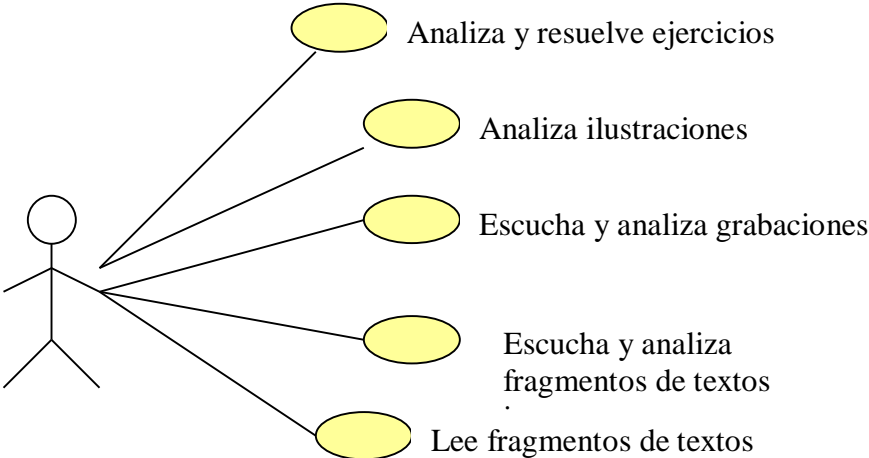 Analiza y resuelve ejercicios
Analiza ilustraciones
Escucha y analiza grabaciones
Escucha y analiza
fragmentos de textos
.
Lee fragmentos de textos